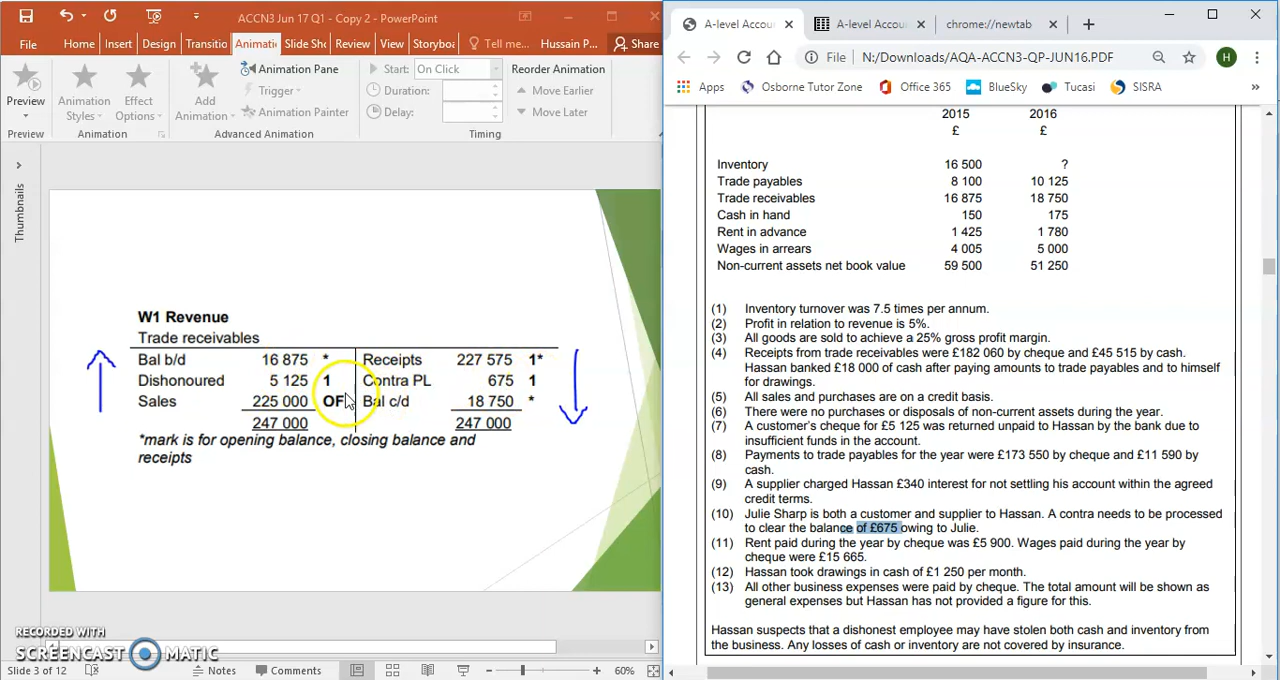 ACCN3 Jun 17 Q1 - Copy 2 - PowerPoint
File Home Insert Design Transitio Animatio Slide Shc Review View Storybo Tell me... Hussain P... Share
Preview
Animation Styles
Effect Options
Add Animation
Animation Pane
Trigger
Animation Painter
Start: On Click
Duration:
Delay:
Reorder Animation
Move Earlier
Move Later
Preview Animation Advanced Animation Timing
Thumbnails
W1 Revenue
Trade receivables
Bal b/d 16 875 * Receipts 227 575 1*
Dishonoured 5 125 1 Contra PL 675 1
Sales 225 000 OF Bal c/d 18 750 *
247 000 247 000
*mark is for opening balance, closing balance and
receipts
RECORDED WITH
SCREENCAST MATIC
Slide 3 of 12 Notes Comments 60%
A-level Accou A-level Accou chrome://newtab
File N:/Downloads/AQA-ACCN3-QP-JUN16.PDF H
Apps Osborne Tutor Zone Office 365 BlueSky Tucasi SISRA »
2015 2016
£ £
Inventory 16 500 ?
Trade payables 8 100 10 125
Trade receivables 16 875 18 750
Cash in hand 150 175
Rent in advance 1 425 1 780
Wages in arrears 4 005 5 000
Non-current assets net book value 59 500 51 250
(1) Inventory turnover was 7.5 times per annum.
(2) Profit in relation to revenue is 5%.
(3) All goods are sold to achieve a 25% gross profit margin.
(4) Receipts from trade receivables were £182 060 by cheque and £45 515 by cash.
Hassan banked £18 000 of cash after paying amounts to trade payables and to himself
for drawings.
(5) All sales and purchases are on a credit basis.
(6) There were no purchases or disposals of non-current assets during the year.
(7) A customer's cheque for £5 125 was returned unpaid to Hassan by the bank due to
insufficient funds in the account.
(8) Payments to trade payables for the year were £173 550 by cheque and £11 590 by
cash.
(9) A supplier charged Hassan £340 interest for not settling his account within the agreed
credit terms.
(10) Julie Sharp is both a customer and supplier to Hassan. A contra needs to be processed
to clear the balance of £675 owing to Julie.
(11) Rent paid during the year by cheque was £5 900. Wages paid during the year by
cheque were £15 665.
(12) Hassan took drawings in cash of £1 250 per month.
(13) All other business expenses were paid by cheque. The total amount will be shown as
general expenses but Hassan has not provided a figure for this.
Hassan suspects that a dishonest employee may have stolen both cash and inventory from
the business. Any losses of cash or inventory are not covered by insurance.